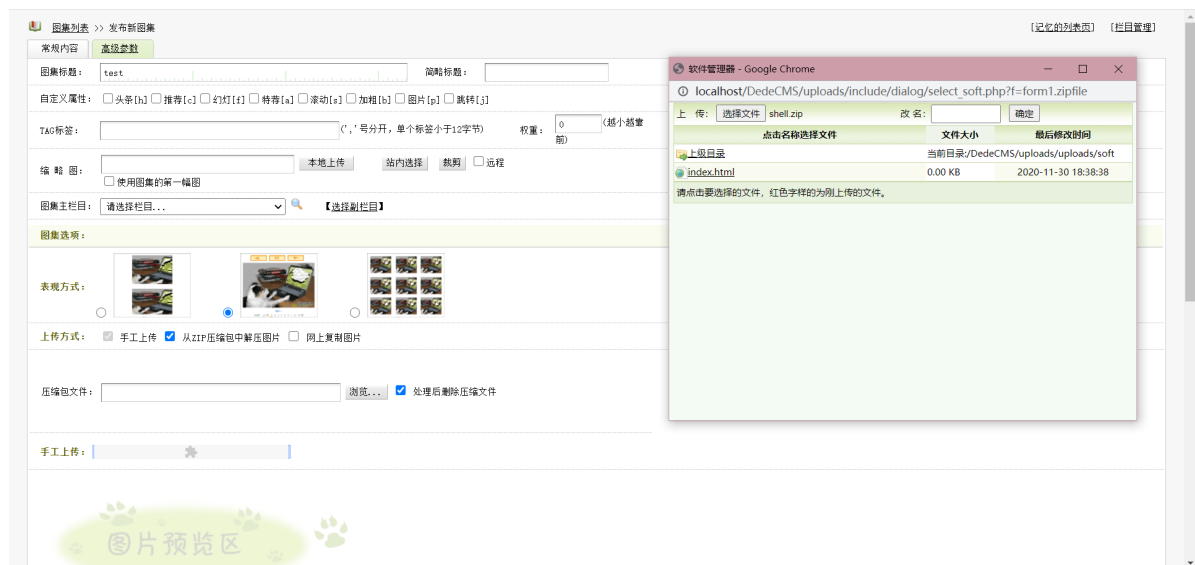 图集列表 >> 发布新图集
[记忆的列表页] [栏目管理]
常规内容 高级参数
图集标题： test 简略标题：
自定义属性： 头条[h] 推荐[c] 幻灯[f] 特荐[a] 滚动[s] 加粗[b] 图片[p] 跳转[j]
TAG标签： (','号分开，单个标签小于12字节) 权重： 0 (越小越靠
前)
缩 略 图： 本地上传 站内选择 裁剪 远程
使用图集的第一幅图
图集主栏目： 请选择栏目... 【选择副栏目】
图集选项：
表现方式：
上传方式： 手工上传 从ZIP压缩包中解压图片 网上复制图片
压缩包文件： 浏览... 处理后删除压缩文件
手工上传：
图片预览区
软件管理器 - Google Chrome
localhost/DedeCMS/uploads/include/dialog/select_soft.php?f=form1.zipfile
上 传： 选择文件 shell.zip 改名： 确定
点击名称选择文件 文件大小 最后修改时间
上级目录 当前目录:/DedeCMS/uploads/uploads/soft
index.html 0.00 KB 2020-11-30 18:38:38
请点击要选择的文件，红色字样的为刚上传的文件。